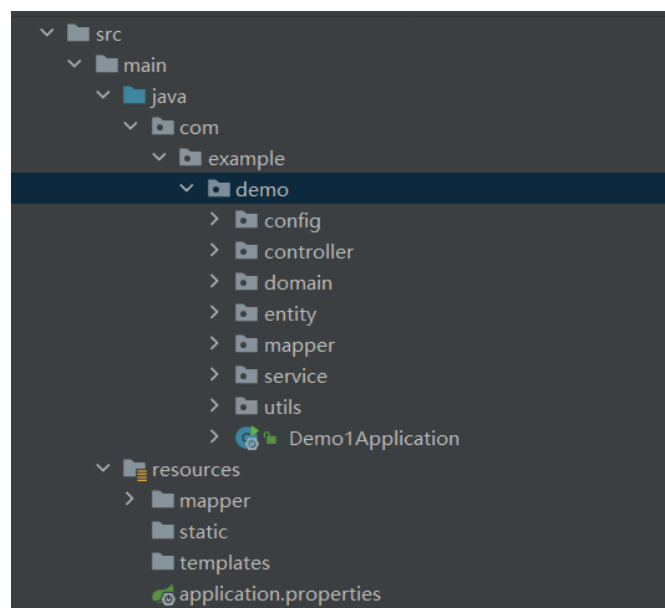 src
main
java
com
example
demo
config
controller
domain
entity
mapper
service
utils
Demo1Application
resources
mapper
static
templates
application.properties